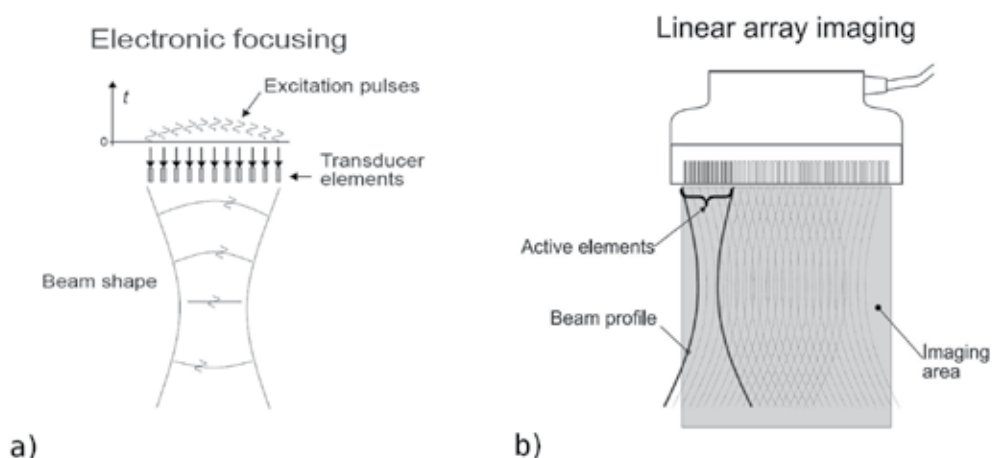 Electronic focusing
t
Excitation pulses
0
Transducer
elements
Beam shape
a)
Linear array imaging
Active elements
Beam profile
Imaging
area
b)